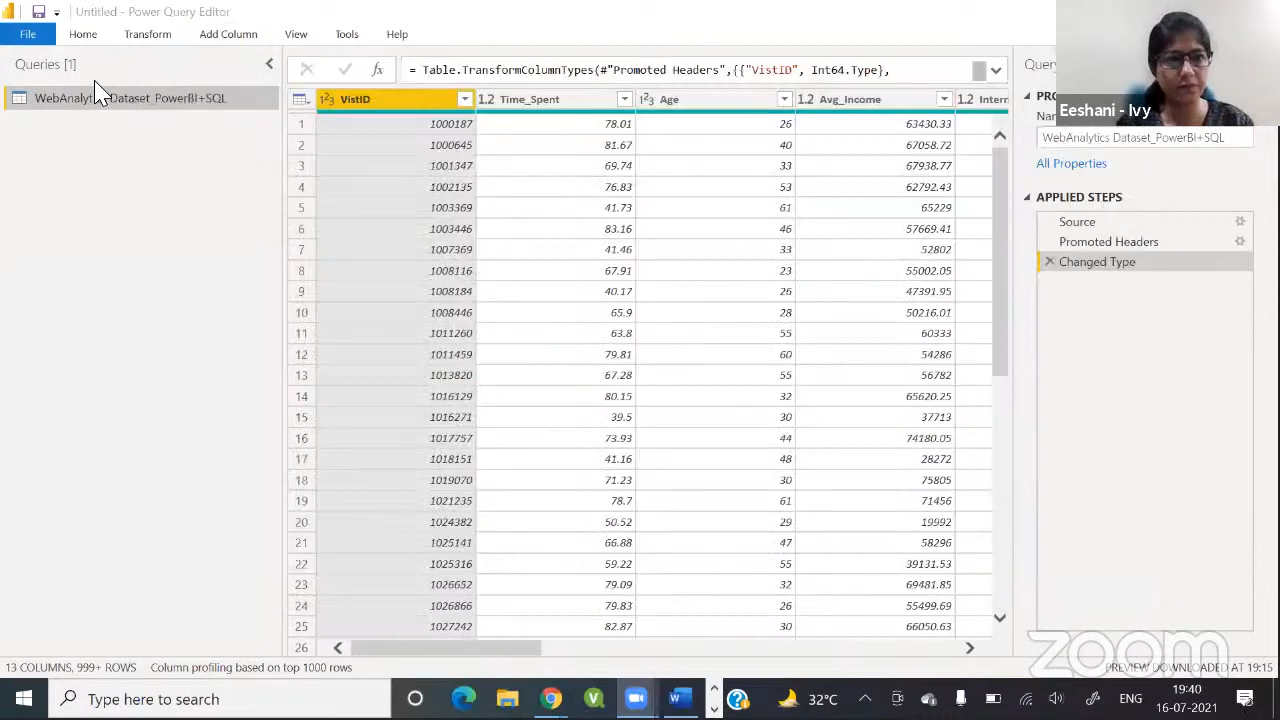 Untitled - Power Query Editor
File Home Transform Add Column View Tools Help
Queries [1]
= Table.TransformColumnTypes(#"Promoted Headers",{{"VistID", Int64.Type},
Eeshani - Ivy
WebAnalytics Dataset_PowerBI+SQL
All Properties
APPLIED STEPS
Source
Promoted Headers
Changed Type
VistID Time_Spent Age Avg_Income
1 1000187 78.01 26 63430.33
2 1000645 81.67 40 67058.72
3 1001347 69.74 33 67938.77
4 1002135 76.83 53 62792.43
5 1003369 41.73 61 65229
6 1003446 83.16 46 57669.41
7 1007369 41.46 33 52802
8 1008116 67.91 23 55002.05
9 1008184 40.17 26 47391.95
10 1008446 65.9 28 50216.01
11 1011260 63.8 55 60333
12 1011459 79.81 60 54286
13 1013820 67.28 55 56782
14 1016129 80.15 32 65620.25
15 1016271 39.5 30 37713
16 1017757 73.93 44 74180.05
17 1018151 41.16 48 28272
18 1019070 71.23 30 75805
19 1021235 78.7 61 71456
20 1024382 50.52 29 19992
21 1025141 66.88 47 58296
22 1025316 59.22 55 39131.53
23 1026652 79.09 32 69481.85
24 1026866 79.83 26 55499.69
25 1027242 82.87 30 66050.63
26
13 COLUMNS, 999+ ROWS Column profiling based on top 1000 rows
zoom
PREVIEW DOWNLOADED AT 19:15
Type here to search
32°C
ENG
19:40
16-07-2021